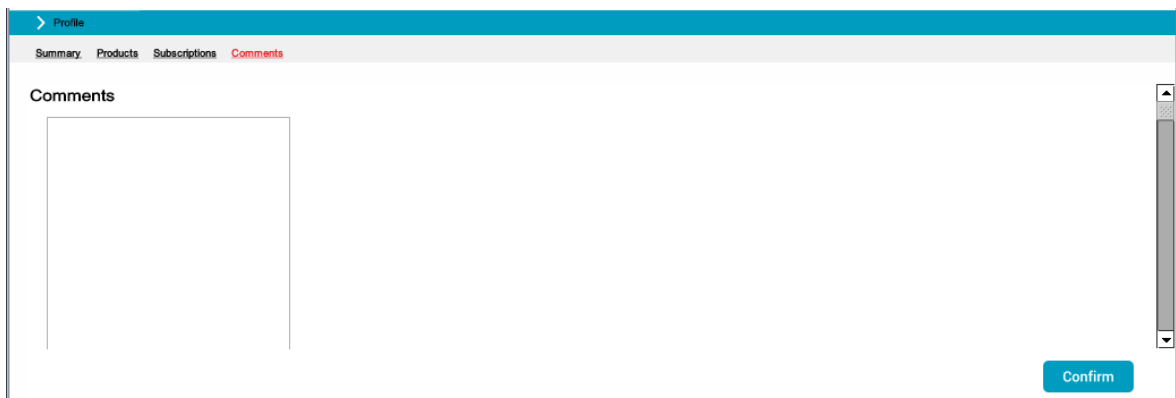 Profile
Summary Products Subscriptions Comments
Comments
Confirm